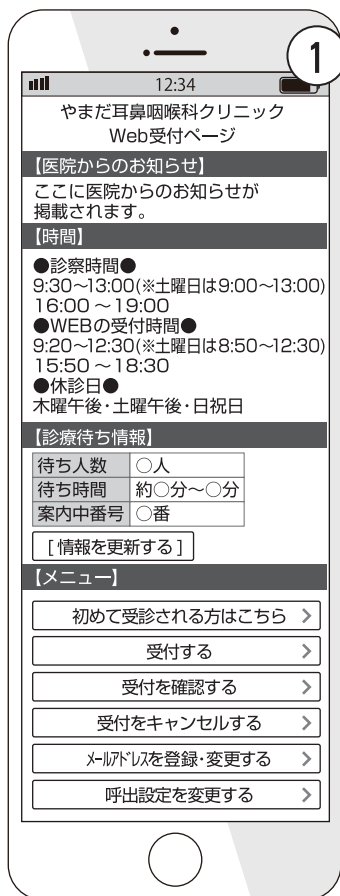 1
12:34
やまだ耳鼻咽喉科クリニック
Web受付ページ
【医院からのお知らせ】
ここに医院からのお知らせが
掲載されます。
【時間】
●診察時間●
9:30〜13:00(※土曜日は9:00〜13:00)
16:00〜19:00
●WEBの受付時間●
9:20〜12:30(※土曜日は8:50〜12:30)
15:50〜18:30
●休診日●
木曜午後・土曜午後・日祝日
【診療待ち情報】
待ち人数 ○人
待ち時間 約○分〜○分
案内中番号 ○番
[情報を更新する]
【メニュー】
初めて受診される方はこちら >
受付する >
受付を確認する >
受付をキャンセルする >
メールアドレスを登録・変更する >
呼出設定を変更する >